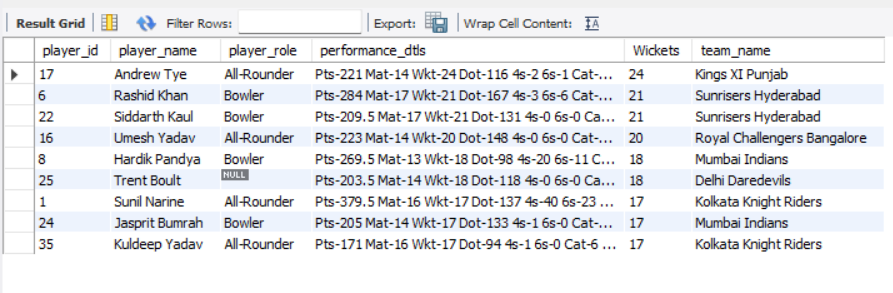 Result Grid Filter Rows: Export: Wrap Cell Content: IA
player_id player_name player_role performance_dtls Wickets team_name
17 Andrew Tye All-Rounder Pts-221 Mat-14 Wkt-24 Dot-116 4s-2 6s-1 Cat-... 24 Kings XI Punjab
6 Rashid Khan Bowler Pts-284 Mat-17 Wkt-21 Dot-167 4s-3 6s-6 Cat-... 21 Sunrisers Hyderabad
22 Siddarth Kaul Bowler Pts-209.5 Mat-17 Wkt-21 Dot-131 4s-0 6s-0 Ca... 21 Sunrisers Hyderabad
16 Umesh Yadav All-Rounder Pts-223 Mat-14 Wkt-20 Dot-148 4s-0 6s-0 Cat-... 20 Royal Challengers Bangalore
8 Hardik Pandya Bowler Pts-269.5 Mat-13 Wkt-18 Dot-98 4s-20 6s-11 C... 18 Mumbai Indians
25 Trent Boult NULL Pts-203.5 Mat-14 Wkt-18 Dot-118 4s-0 6s-0 Ca... 18 Delhi Daredevils
1 Sunil Narine All-Rounder Pts-379.5 Mat-16 Wkt-17 Dot-137 4s-40 6s-23 ... 17 Kolkata Knight Riders
24 Jasprit Bumrah Bowler Pts-205 Mat-14 Wkt-17 Dot-133 4s-1 6s-0 Cat-... 17 Mumbai Indians
35 Kuldeep Yadav All-Rounder Pts-171 Mat-16 Wkt-17 Dot-94 4s-1 6s-0 Cat-6 ... 17 Kolkata Knight Riders